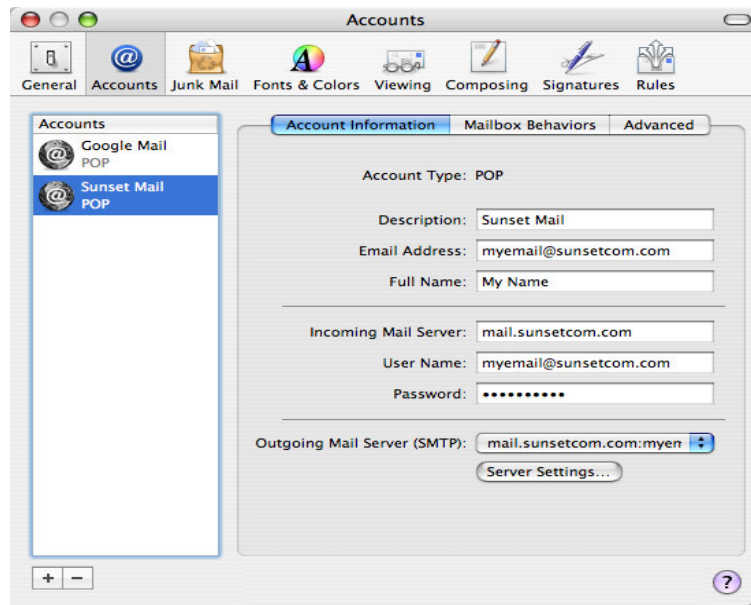 Accounts
General Accounts Junk Mail Fonts & Colors Viewing Composing Signatures Rules
Accounts
Google Mail
POP
Sunset Mail
POP
Account Information Mailbox Behaviors Advanced
Account Type: POP
Description: Sunset Mail
Email Address: myemail@sunsetcom.com
Full Name: My Name
Incoming Mail Server: mail.sunsetcom.com
User Name: myemail@sunsetcom.com
Password: ••••••••••
Outgoing Mail Server (SMTP): mail.sunsetcom.com:myen
Server Settings...
+ − ?